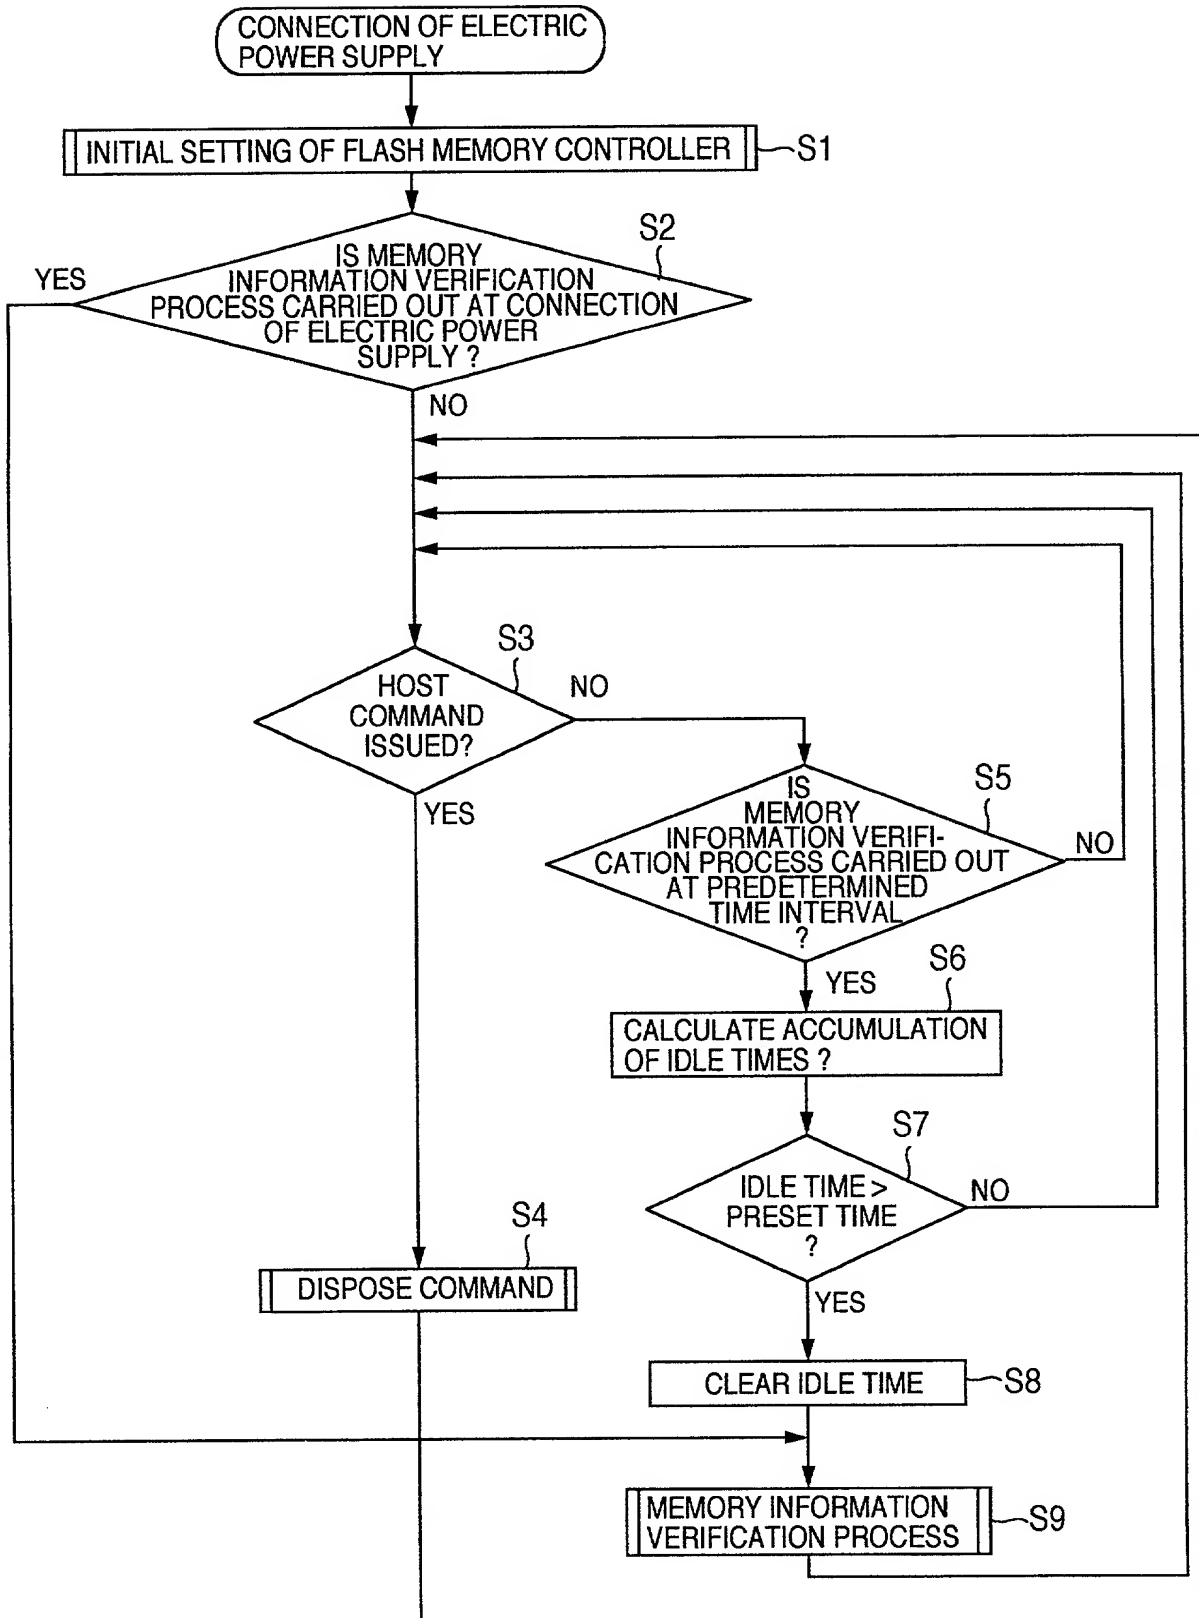 CONNECTION OF ELECTRIC
POWER SUPPLY
INITIAL SETTING OF FLASH MEMORY CONTROLLER
S1
S2
IS MEMORY
INFORMATION VERIFICATION
PROCESS CARRIED OUT AT CONNECTION
OF ELECTRIC POWER
SUPPLY ?
YES
NO
S3
HOST
COMMAND
ISSUED?
NO
YES
S5
IS
MEMORY
INFORMATION VERIFI-
CATION PROCESS CARRIED OUT
AT PREDETERMINED
TIME INTERVAL
?
NO
YES
S6
CALCULATE ACCUMULATION
OF IDLE TIMES ?
S7
IDLE TIME >
PRESET TIME
?
NO
YES
S4
DISPOSE COMMAND
CLEAR IDLE TIME
S8
MEMORY INFORMATION
VERIFICATION PROCESS
S9